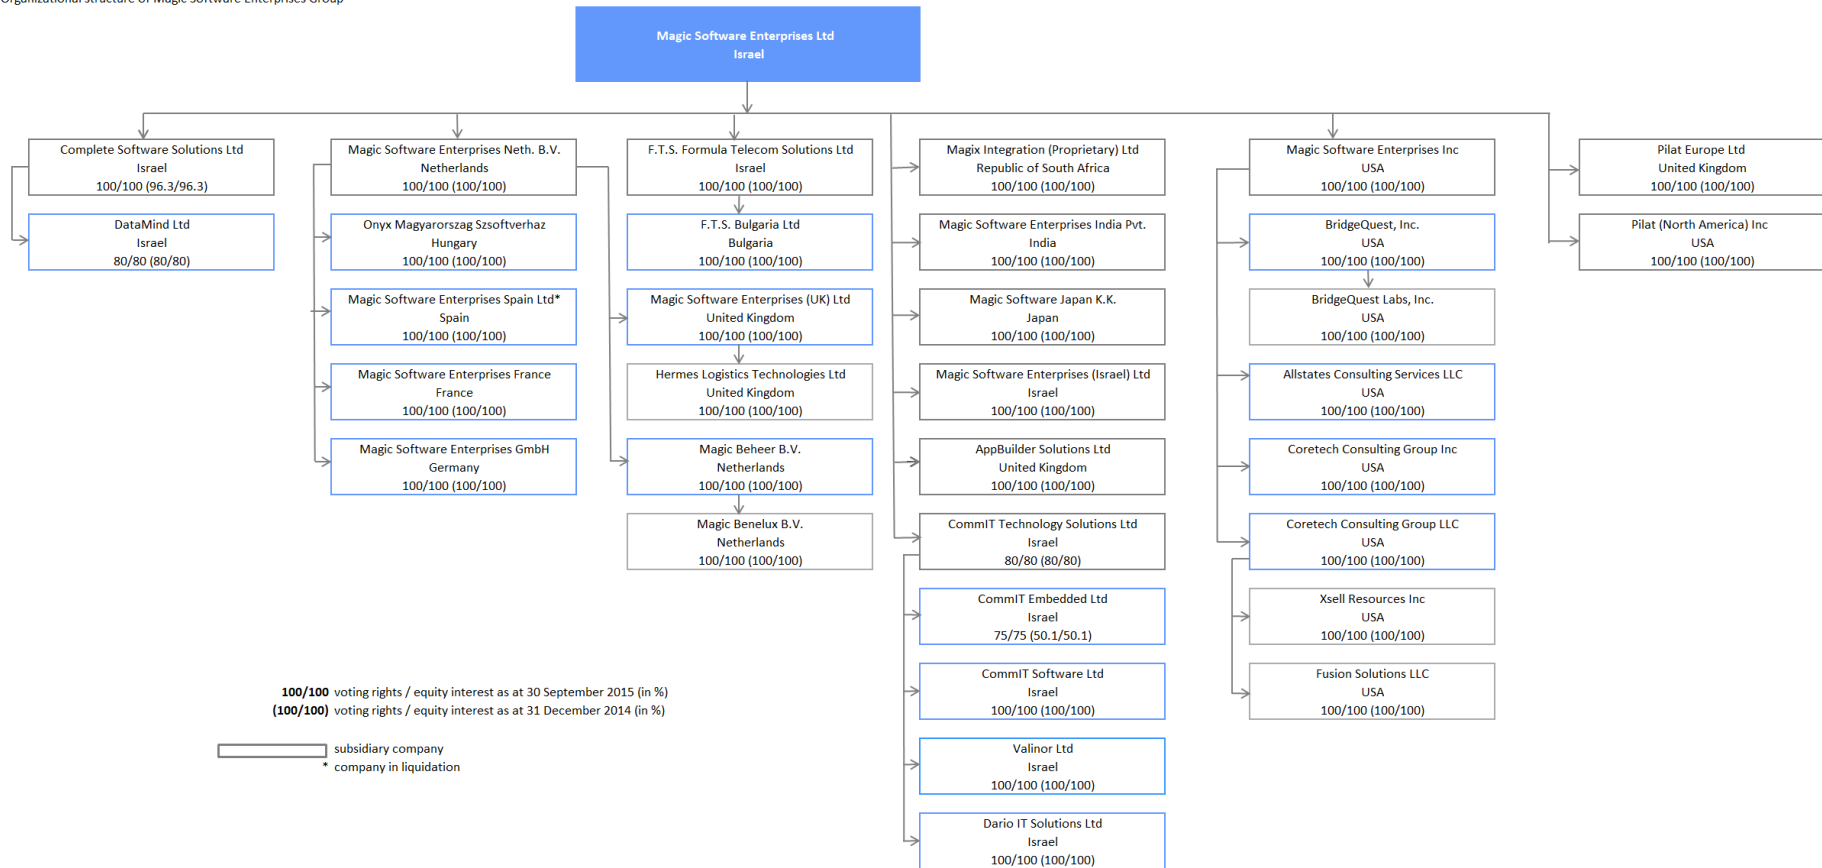 Organizational structure of Magic Software Enterprises Group
Magic Software Enterprises Ltd
Israel
Complete Software Solutions Ltd
Israel
100/100 (96.3/96.3)
DataMind Ltd
Israel
80/80 (80/80)
Magic Software Enterprises Neth. B.V.
Netherlands
100/100 (100/100)
Onyx Magyarorszag Szsoftverhaz
Hungary
100/100 (100/100)
Magic Software Enterprises Spain Ltd*
Spain
100/100 (100/100)
Magic Software Enterprises France
France
100/100 (100/100)
Magic Software Enterprises GmbH
Germany
100/100 (100/100)
F.T.S. Formula Telecom Solutions Ltd
Israel
100/100 (100/100)
F.T.S. Bulgaria Ltd
Bulgaria
100/100 (100/100)
Magic Software Enterprises (UK) Ltd
United Kingdom
100/100 (100/100)
Hermes Logistics Technologies Ltd
United Kingdom
100/100 (100/100)
Magic Beheer B.V.
Netherlands
100/100 (100/100)
Magic Benelux B.V.
Netherlands
100/100 (100/100)
Magix Integration (Proprietary) Ltd
Republic of South Africa
100/100 (100/100)
Magic Software Enterprises India Pvt.
India
100/100 (100/100)
Magic Software Japan K.K.
Japan
100/100 (100/100)
Magic Software Enterprises (Israel) Ltd
Israel
100/100 (100/100)
AppBuilder Solutions Ltd
United Kingdom
100/100 (100/100)
CommIT Technology Solutions Ltd
Israel
80/80 (80/80)
CommIT Embedded Ltd
Israel
75/75 (50.1/50.1)
CommIT Software Ltd
Israel
100/100 (100/100)
Valinor Ltd
Israel
100/100 (100/100)
Dario IT Solutions Ltd
Israel
100/100 (100/100)
Magic Software Enterprises Inc
USA
100/100 (100/100)
BridgeQuest, Inc.
USA
100/100 (100/100)
BridgeQuest Labs, Inc.
USA
100/100 (100/100)
Allstates Consulting Services LLC
USA
100/100 (100/100)
Coretech Consulting Group Inc
USA
100/100 (100/100)
Coretech Consulting Group LLC
USA
100/100 (100/100)
Xsell Resources Inc
USA
100/100 (100/100)
Fusion Solutions LLC
USA
100/100 (100/100)
Pilat Europe Ltd
United Kingdom
100/100 (100/100)
Pilat (North America) Inc
USA
100/100 (100/100)
100/100 voting rights / equity interest as at 30 September 2015 (in %)
(100/100) voting rights / equity interest as at 31 December 2014 (in %)
subsidiary company
* company in liquidation